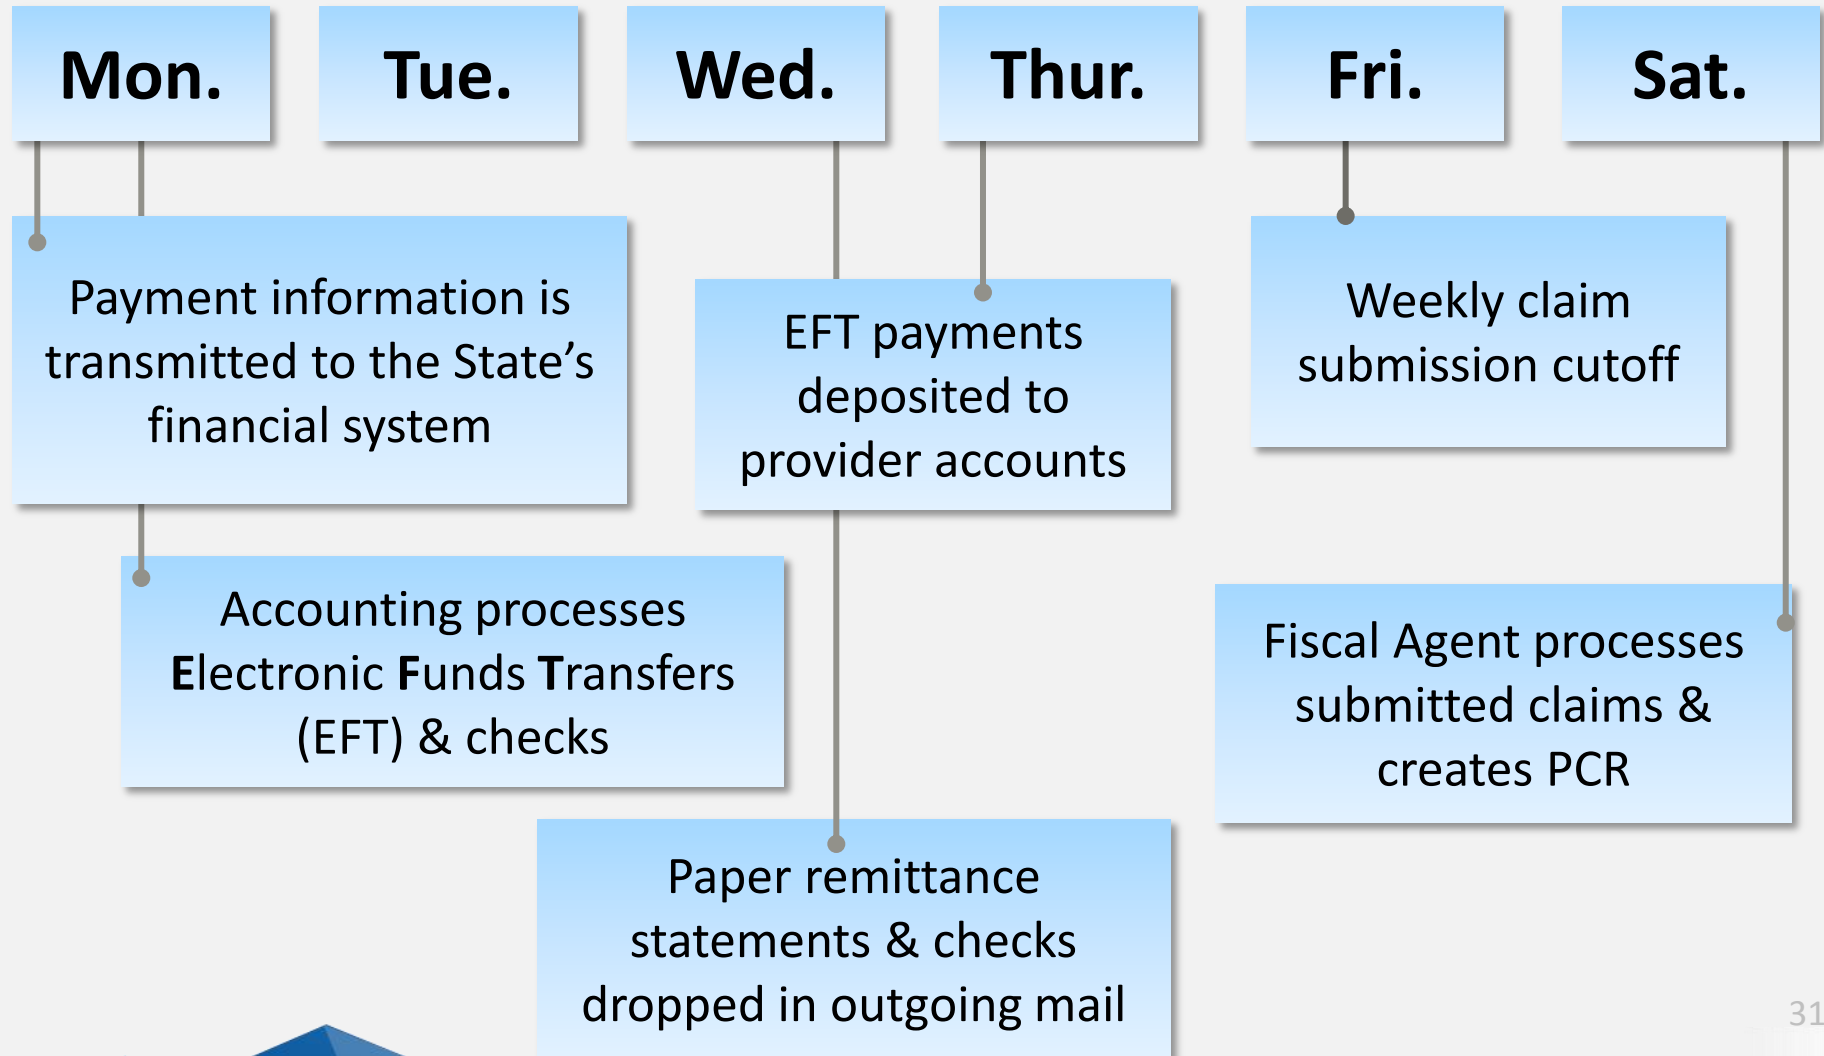 Mon.
Tue.
Wed.
Thur.
Fri.
Sat.
Payment information is
transmitted to the State’s
financial system
EFT payments
deposited to
provider accounts
Weekly claim
submission cutoff
Accounting processes
Electronic Funds Transfers
(EFT) & checks
Fiscal Agent processes
submitted claims &
creates PCR
Paper remittance
statements & checks
dropped in outgoing mail
31